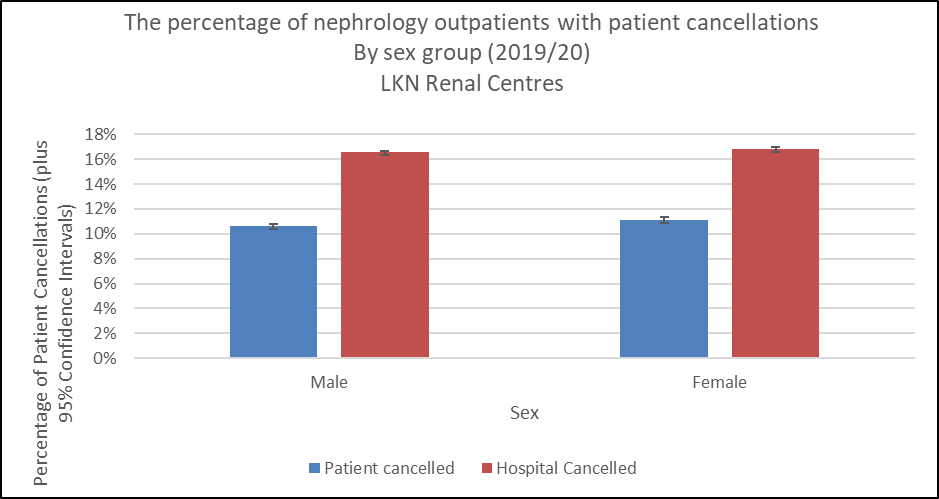 The percentage of nephrology outpatients with patient cancellations
By sex group (2019/20)
LKN Renal Centres
Percentage of Patient Cancellations (plus
95% Confidence Intervals)
18%
16%
14%
12%
10%
8%
6%
4%
2%
0%
Male
Female
Sex
Patient cancelled
Hospital Cancelled